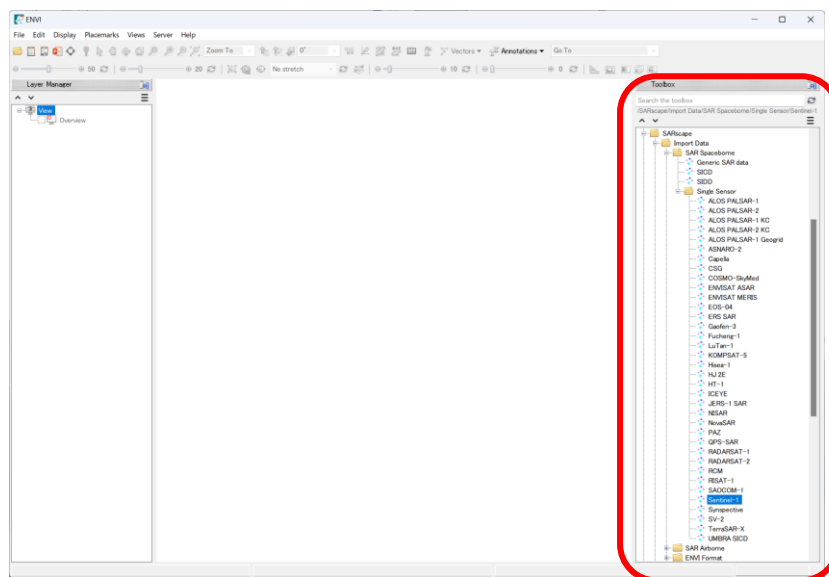 ENVI
File Edit Display Placemarks Views Server Help
Zoom To 0° Vectors Annotations Go To
50 20 No stretch 10 0
Layer Manager
View
Overview
Toolbox
Search the toolbox
/SARscape/Import Data/SAR Spaceborne/Single Sensor/Sentinel-1
SARscape
Import Data
SAR Spaceborne
Generic SAR data
SICD
SIDD
Single Sensor
ALOS PALSAR-1
ALOS PALSAR-2
ALOS PALSAR-1 KC
ALOS PALSAR-2 KC
ALOS PALSAR-1 Geogrid
ASNARO-2
Capella
CSG
COSMO-SkyMed
ENVISAT ASAR
ENVISAT MERIS
EOS-04
ERS SAR
Gaofen-3
Fucheng-1
LuTan-1
KOMPSAT-5
Hisea-1
HJ 2E
HT-1
ICEYE
JERS-1 SAR
NISAR
NovaSAR
PAZ
QPS-SAR
RADARSAT-1
RADARSAT-2
RCM
RISAT-1
SAOCOM-1
Sentinel-1
Synspective
SV-2
TerraSAR-X
UMBRA SICD
SAR Airborne
ENVI Format